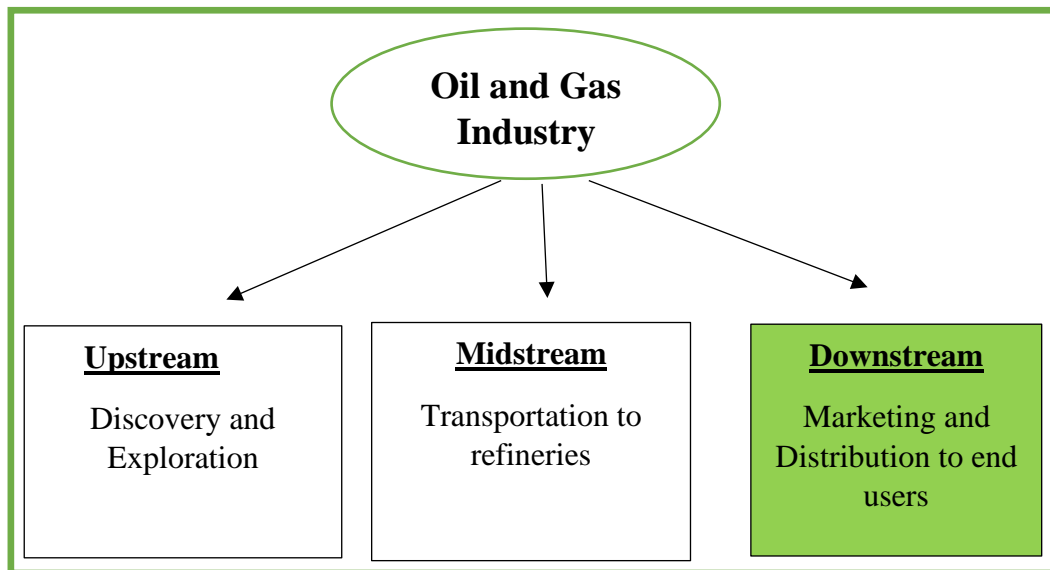 Oil and Gas
Industry
Upstream
Discovery and
Exploration
Midstream
Transportation to
refineries
Downstream
Marketing and
Distribution to end
users